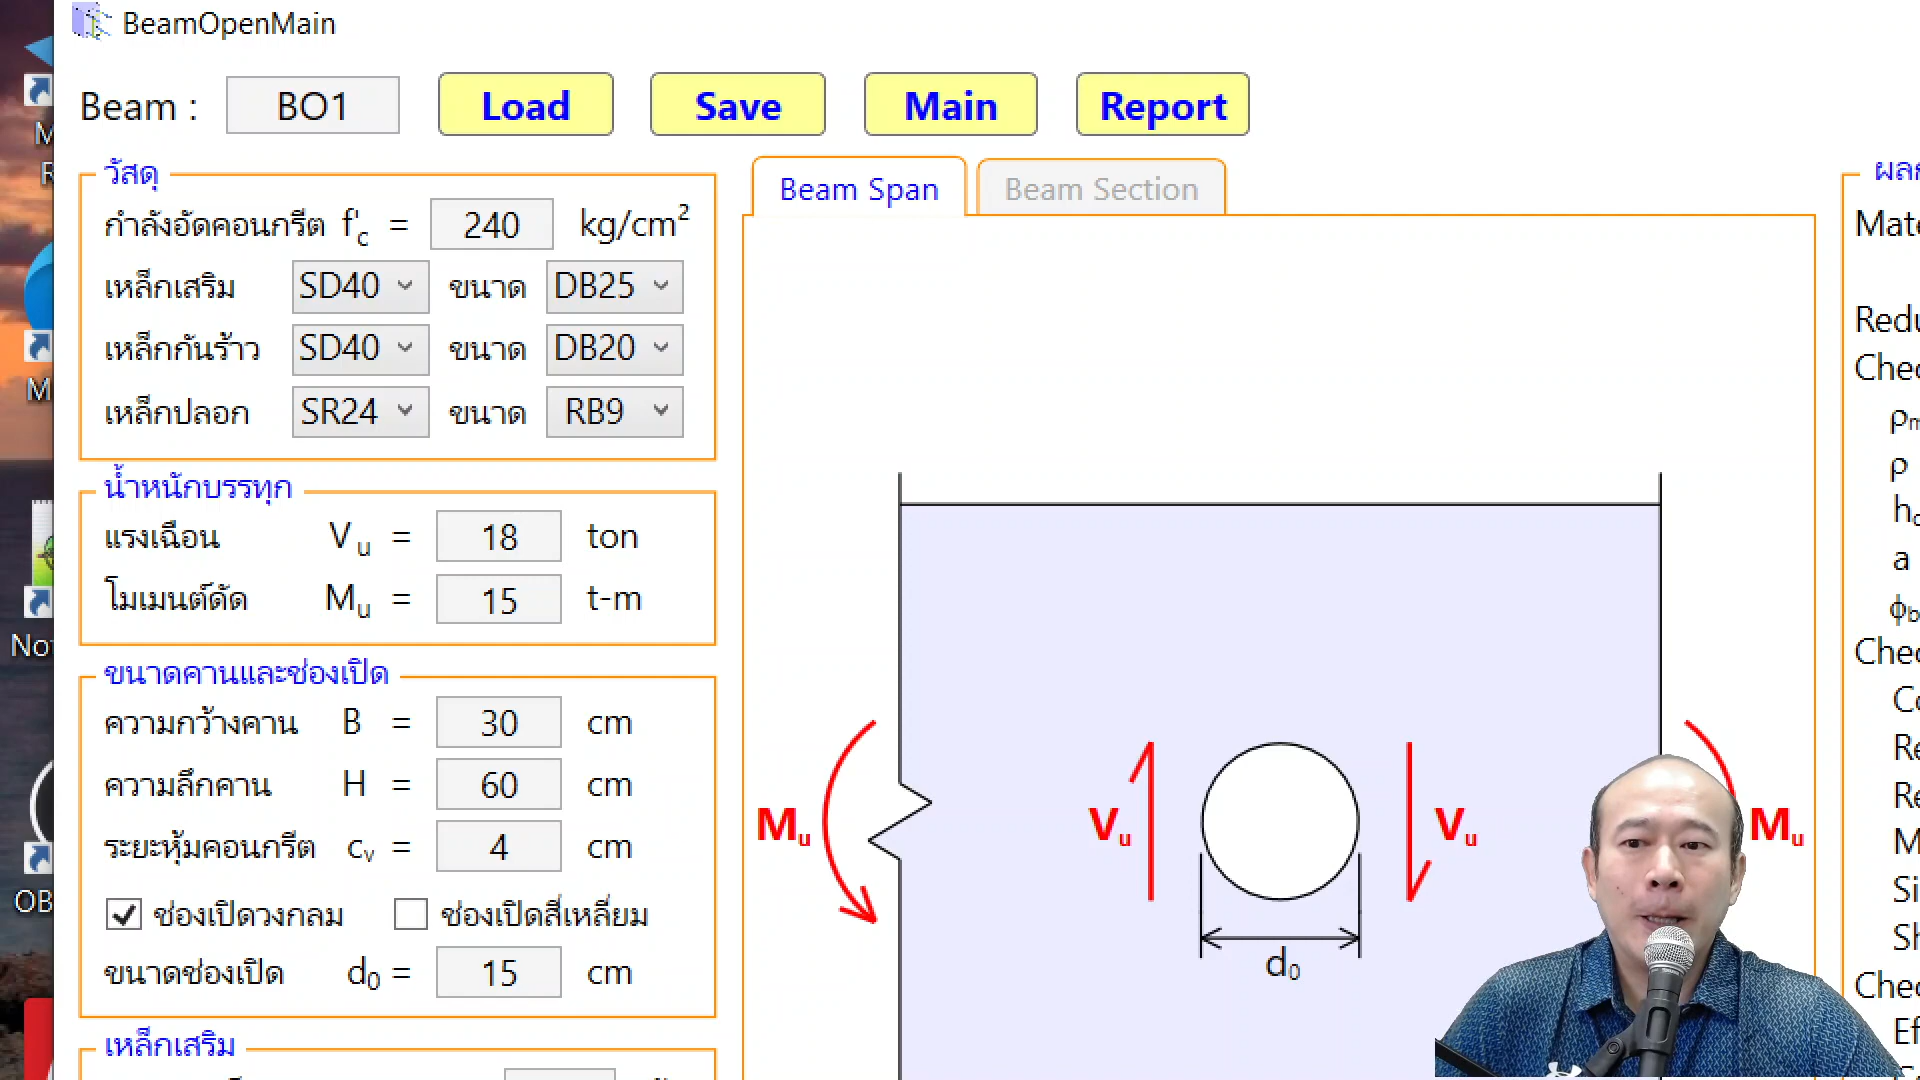 BeamOpenMain
Beam : BO1 Load Save Main Report
วัสดุ
กำลังอัดคอนกรีต f'c = 240 kg/cm²
เหล็กเสริม SD40 ขนาด DB25
เหล็กกันร้าว SD40 ขนาด DB20
เหล็กปลอก SR24 ขนาด RB9
น้ำหนักบรรทุก
แรงเฉือน Vu = 18 ton
โมเมนต์ดัด Mu = 15 t-m
ขนาดคานและช่องเปิด
ความกว้างคาน B = 30 cm
ความลึกคาน H = 60 cm
ระยะหุ้มคอนกรีต cv = 4 cm
ช่องเปิดวงกลม ช่องเปิดสี่เหลี่ยม
ขนาดช่องเปิด d0 = 15 cm
เหล็กเสริม
Beam Span Beam Section
Mu Vu Vu Mu
d0
ρ
a